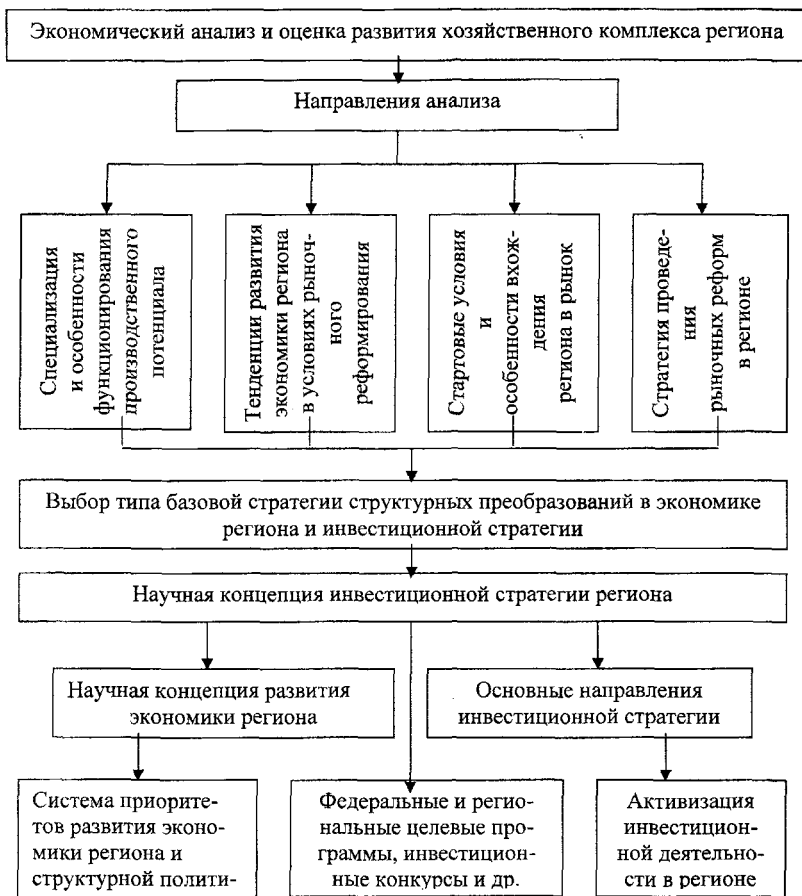 Экономический анализ и оценка развития хозяйственного комплекса региона
Направления анализа
Специализация
и особенности
функционирования
производственного
потенциала
Тенденции развития
экономики региона
в условиях рыноч-
ного
реформирования
Стартовые условия
и
особенности вхож-
дения
региона в рынок
Стратегия проведе-
ния
рыночных реформ
в регионе
Выбор типа базовой стратегии структурных преобразований в экономике
региона и инвестиционной стратегии
Научная концепция инвестиционной стратегии региона
Научная концепция развития
экономики региона
Основные направления
инвестиционной стратегии
Система приорите-
тов развития эконо-
мики региона и
структурной полити-
Федеральные и регио-
нальные целевые про-
граммы, инвестицион-
ные конкурсы и др.
Активизация
инвестицион-
ной деятельно-
сти в регионе